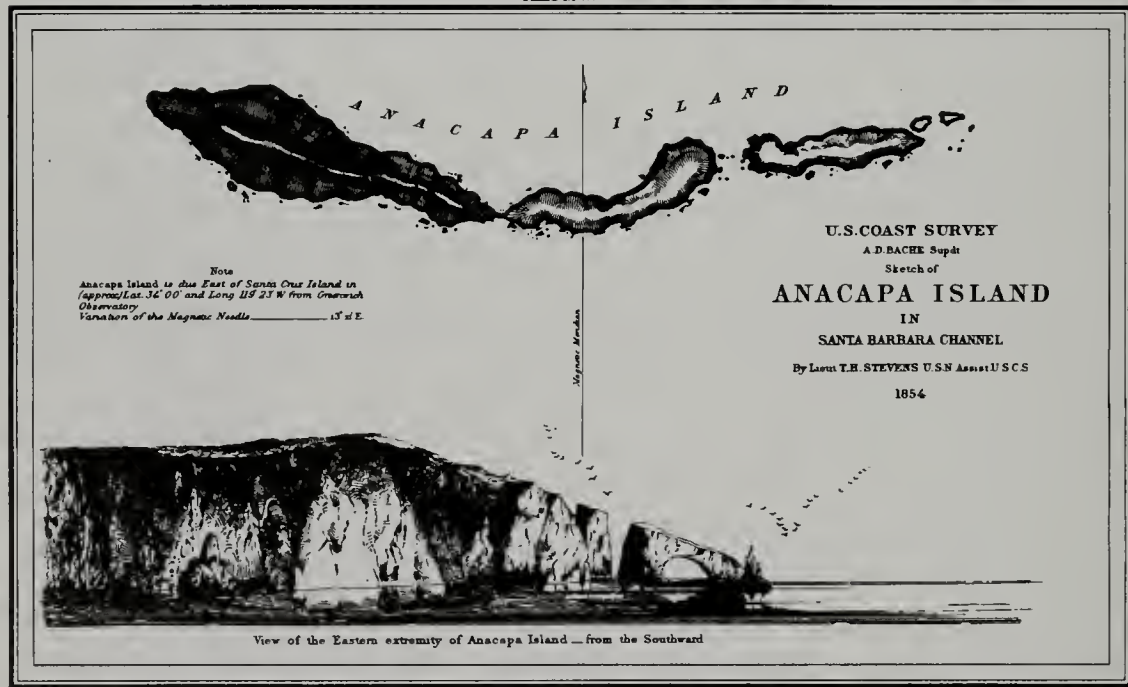 ANACAPA ISLAND
U.S. COAST SURVEY
A.D. BACHE Supdt
Sketch of
ANACAPA ISLAND
IN
SANTA BARBARA CHANNEL
By Lieut T.H. STEVENS U.S.N Assist U S C S
1854
Note
Anacapa Island is due East of Santa Cruz Island in
(approx) Lat. 34° 00' and Long 119° 23' W from Greenwich
Observatory
Variation of the Magnetic Needle E.
Magnetic Meridian
View of the Eastern extremity of Anacapa Island _ from the Southward